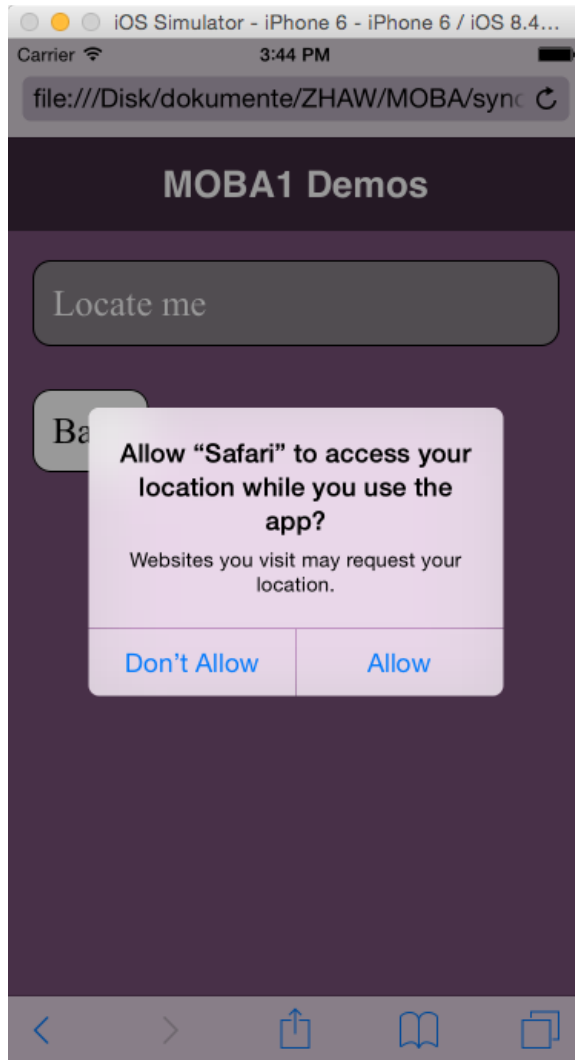 iOS Simulator - iPhone 6 - iPhone 6 / iOS 8.4...
Carrier 3:44 PM
file:///Disk/dokumente/ZHAW/MOBA/sync
MOBA1 Demos
Locate me
Ba
Allow “Safari” to access your
location while you use the
app?
Websites you visit may request your
location.
Don’t Allow Allow